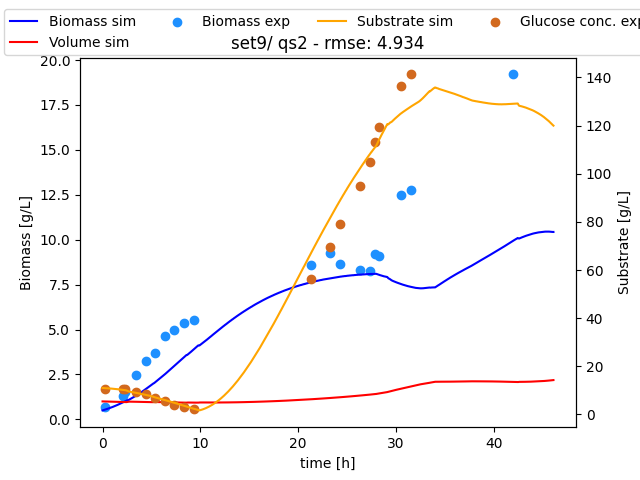 Biomass sim Biomass exp Substrate sim Glucose conc. exp
Volume sim
set9/ qs2 - rmse: 4.934
20.0
17.5
15.0
12.5
10.0
7.5
5.0
2.5
0.0
Biomass [g/L]
140
120
100
80
60
40
20
0
Substrate [g/L]
0 10 20 30 40
time [h]